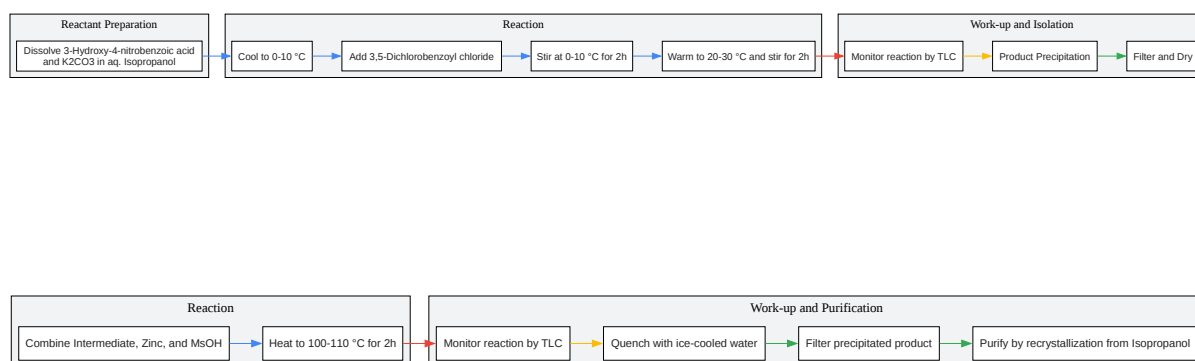 Reactant Preparation
Reaction
Work-up and Isolation
Dissolve 3-Hydroxy-4-nitrobenzoic acid
and K2CO3 in aq. Isopropanol
Cool to 0-10 °C
Add 3,5-Dichlorobenzoyl chloride
Stir at 0-10 °C for 2h
Warm to 20-30 °C and stir for 2h
Monitor reaction by TLC
Product Precipitation
Filter and Dry
Reaction
Work-up and Purification
Combine Intermediate, Zinc, and MsOH
Heat to 100-110 °C for 2h
Monitor reaction by TLC
Quench with ice-cooled water
Filter precipitated product
Purify by recrystallization from Isopropanol